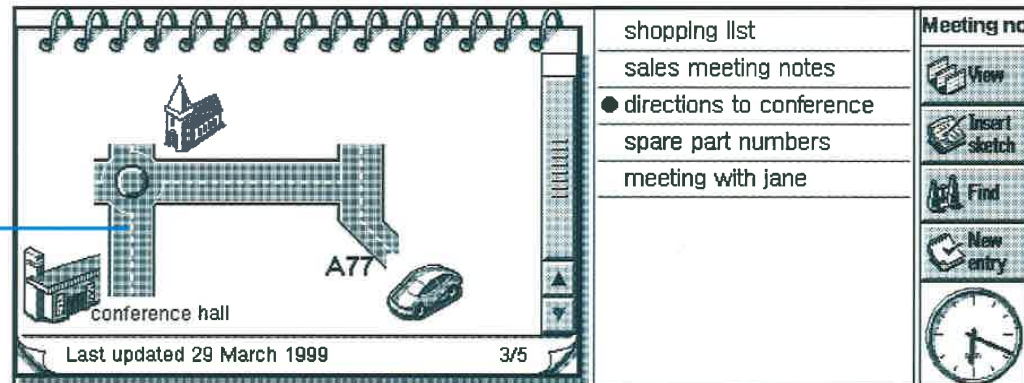 A77
conference hall
Last updated 29 March 1999
3/5
shopping list
sales meeting notes
directions to conference
spare part numbers
meeting with jane
Meeting no
View
Insert
sketch
Find
New
entry